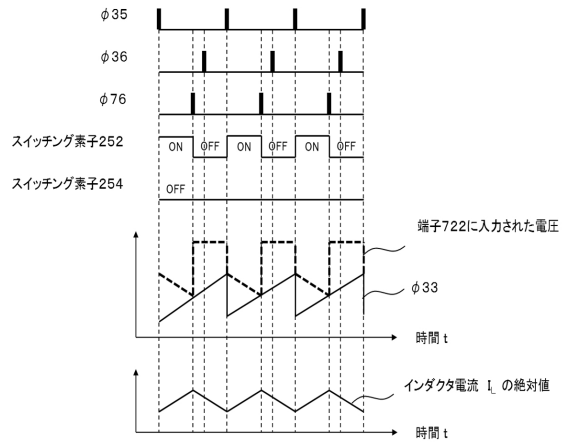 φ35
φ36
φ76
スイッチング素子252
ON OFF ON OFF ON OFF
スイッチング素子254
OFF
端子722に入力された電圧
φ33
時間 t
インダクタ電流 IL の絶対値
時間 t